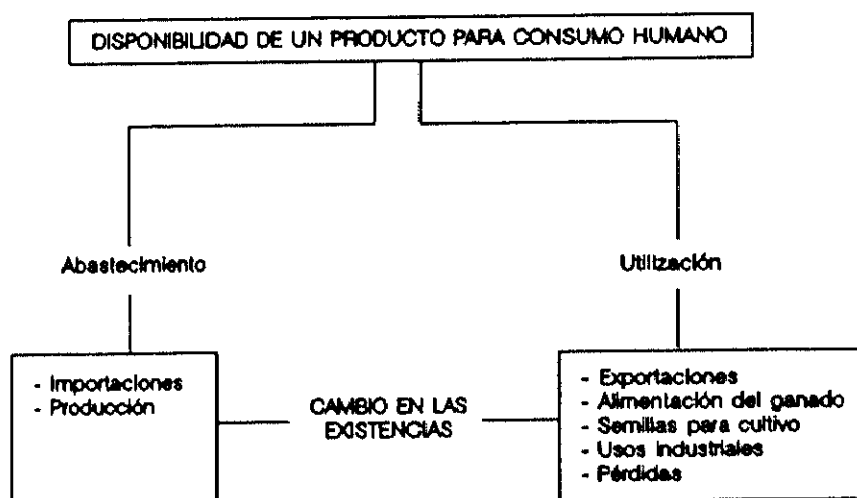 DISPONIBILIDAD DE UN PRODUCTO PARA CONSUMO HUMANO
Abastecimiento
Utilización
- Importaciones
- Producción
CAMBIO EN LAS
EXISTENCIAS
- Exportaciones
- Alimentación del ganado
- Semillas para cultivo
- Usos industriales
- Pérdidas